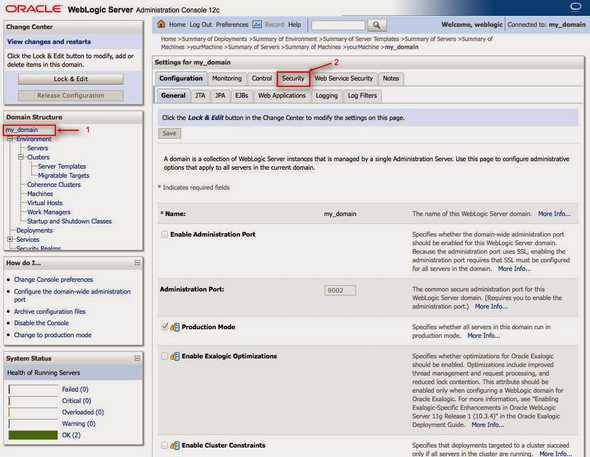 ORACLE WebLogic Server Administration Console 12c
Change Center
View changes and restarts
Click the Lock & Edit button to modify, add or
delete items in this domain.
Lock & Edit
Release Configuration
Domain Structure
my_domain
1
Environment
Servers
Clusters
Server Templates
Migratable Targets
Coherence Clusters
Machines
Virtual Hosts
Work Managers
Startup and Shutdown Classes
Deployments
Services
Security Realms
How do I...
Change Console preferences
Configure the domain-wide administration
port
Archive configuration files
Disable the Console
Change to production mode
System Status
Health of Running Servers
Failed (0)
Critical (0)
Overloaded (0)
Warning (0)
OK (2)
Home Log Out Preferences Record Help
Welcome, weblogic Connected to: my_domain
Home >Summary of Deployments >Summary of Environment >Summary of Server Templates >Summary of Servers >Summary of
Machines >yourMachine >Summary of Servers >Summary of Machines >yourMachine >my_domain
Settings for my_domain
2
Configuration Monitoring Control Security Web Service Security Notes
General JTA JPA EJBs Web Applications Logging Log Filters
Click the Lock & Edit button in the Change Center to modify the settings on this page.
Save
A domain is a collection of WebLogic Server instances that is managed by a single Administration Server. Use this page to configure administrative
options that apply to all servers in the current domain.
* Indicates required fields
* Name:
my_domain
The name of this WebLogic Server domain. More Info...
Enable Administration Port
Specifies whether the domain-wide administration port
should be enabled for this WebLogic Server domain.
Because the administration port uses SSL, enabling the
administration port requires that SSL must be configured
for all servers in the domain. More Info...
Administration Port:
9002
The common secure administration port for this
WebLogic Server domain. (Requires you to enable the
administration port.) More Info...
Production Mode
Specifies whether all servers in this domain run in
production mode. More Info...
Enable Exalogic Optimizations
Specifies whether optimizations for Oracle Exalogic
should be enabled. Optimizations include improved
thread management and request processing, and
reduced lock contention. This attribute should be
enabled only when configuring a WebLogic domain for
Oracle Exalogic. For more information, see "Enabling
Exalogic-Specific Enhancements in Oracle WebLogic
Server 11g Release 1 (10.3.4)" in the Oracle Exalogic
Deployment Guide. More Info...
Enable Cluster Constraints
Specifies that deployments targeted to a cluster succeed
only if all servers in the cluster are running. More